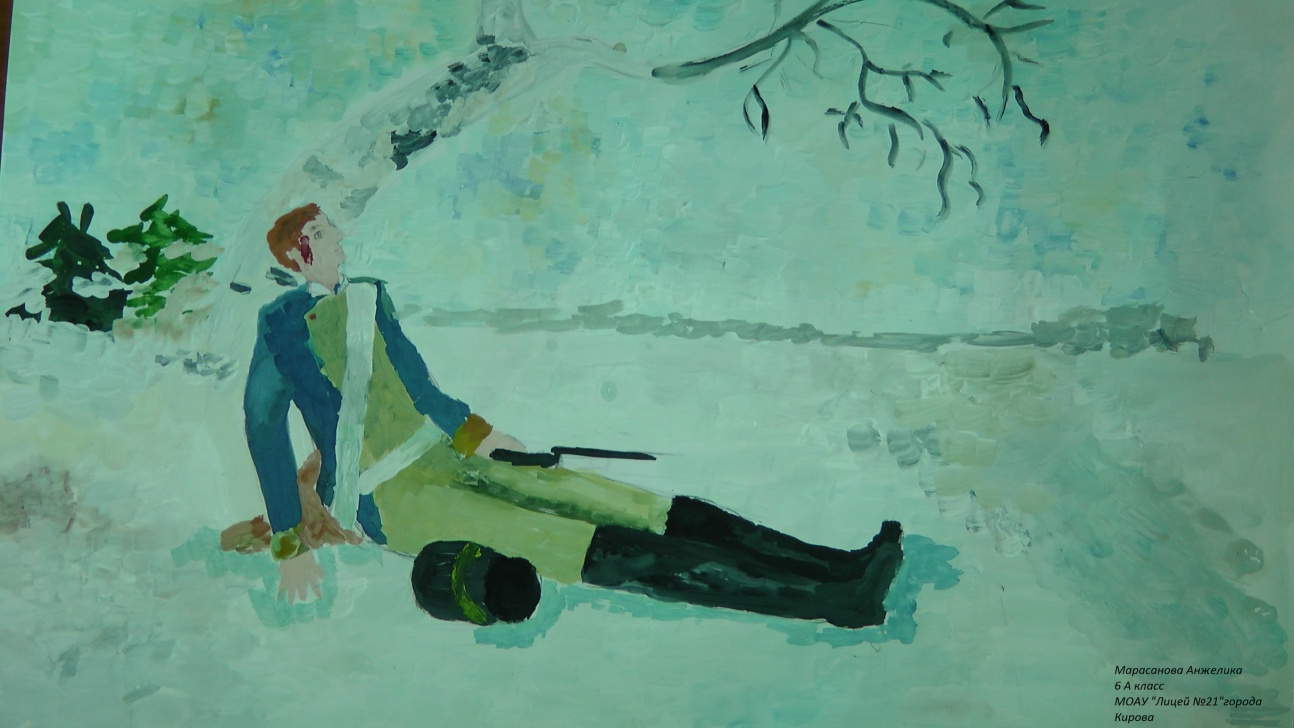 Марасанова Анжелика
6 А класс
МОАУ "Лицей №21"города
Кирова